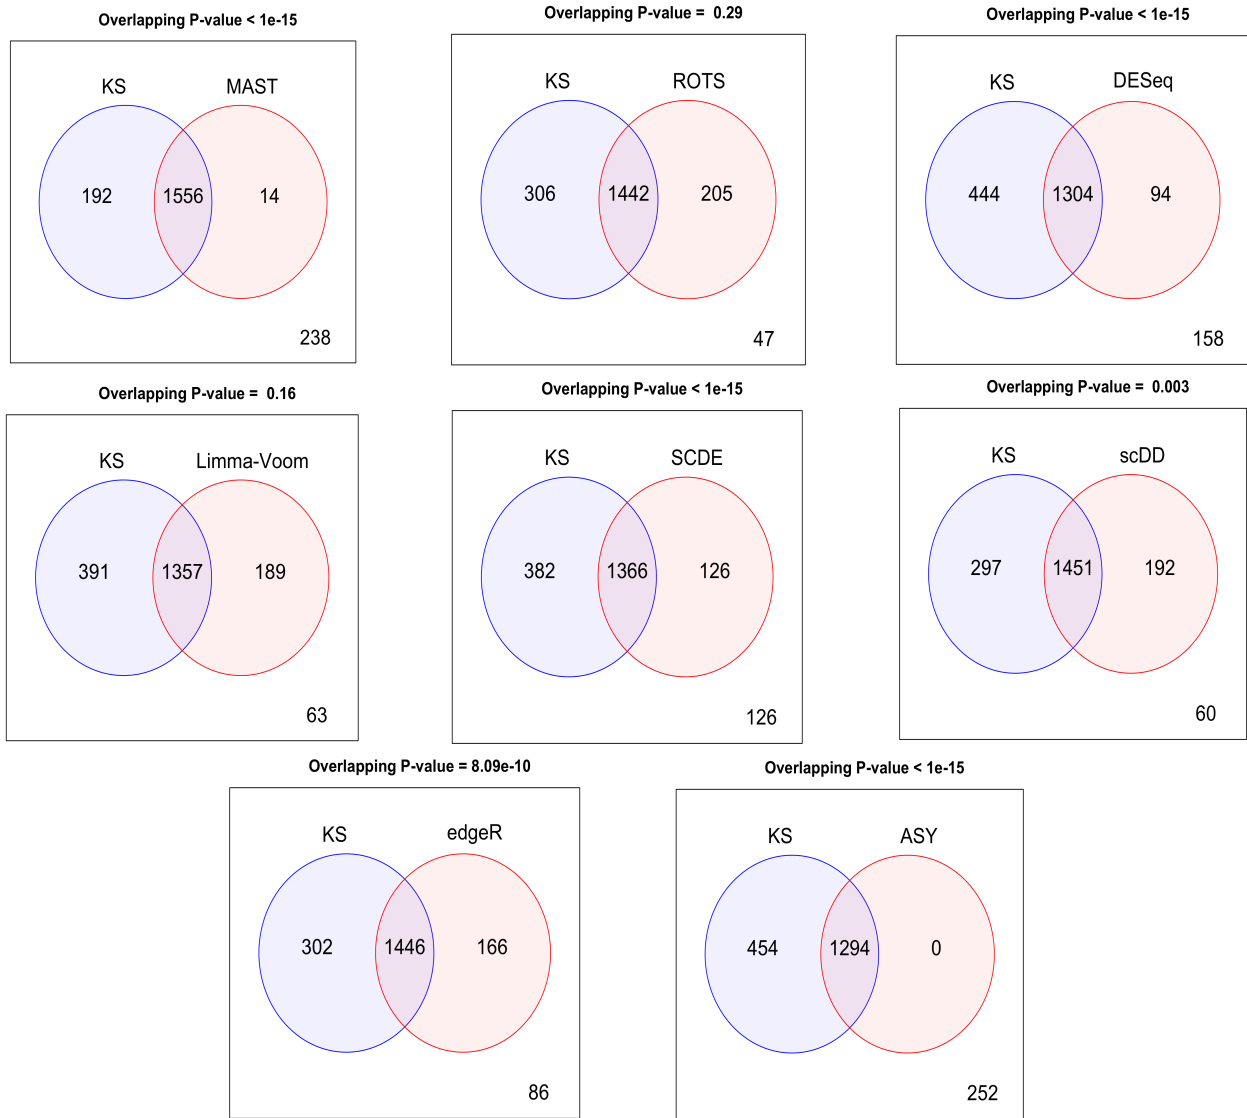 Overlapping P-value < 1e-15
KS MAST
192 1556 14
238
Overlapping P-value = 0.29
KS ROTS
306 1442 205
47
Overlapping P-value < 1e-15
KS DESeq
444 1304 94
158
Overlapping P-value = 0.16
KS Limma-Voom
391 1357 189
63
Overlapping P-value < 1e-15
KS SCDE
382 1366 126
126
Overlapping P-value = 0.003
KS scDD
297 1451 192
60
Overlapping P-value = 8.09e-10
KS edgeR
302 1446 166
86
Overlapping P-value < 1e-15
KS ASY
454 1294 0
252